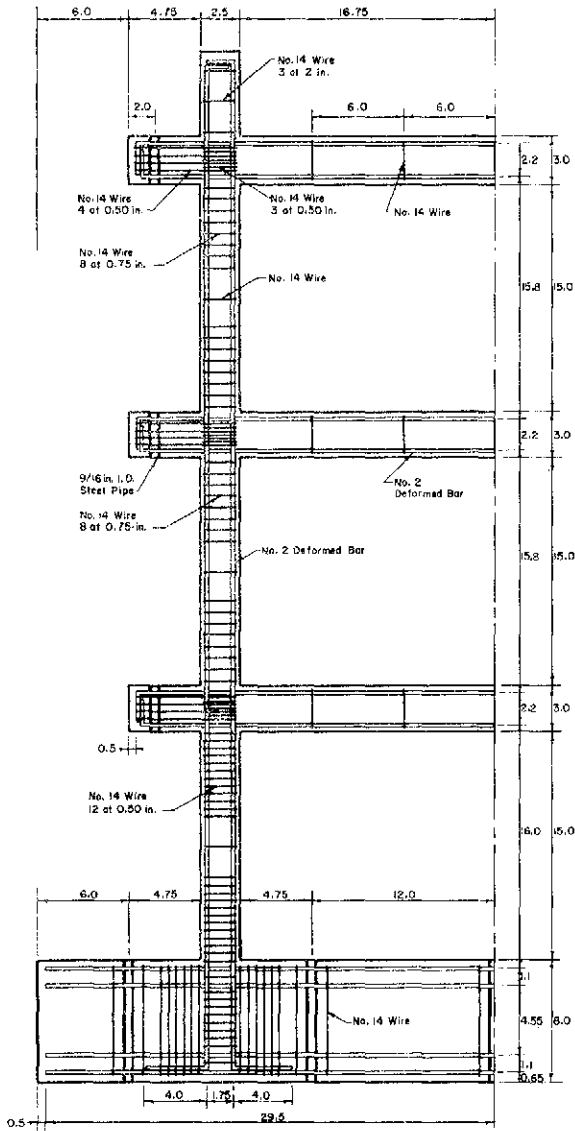 6.0
4.75
2.5
16.75
No. 14 Wire
3 at 2 in.
2.0
6.0
6.0
2.2
3.0
No. 14 Wire
4 at 0.50 in.
No. 14 Wire
3 at 0.50 in.
No. 14 Wire
No. 14 Wire
8 at 0.75 in.
No. 14 Wire
15.8
15.0
2.2
3.0
9/16 in. I.D.
Steel Pipe
No. 2
Deformed Bar
No. 14 Wire
8 at 0.75 in.
No. 2 Deformed Bar
15.8
15.0
2.2
3.0
0.5
No. 14 Wire
12 at 0.50 in.
16.0
15.0
6.0
4.75
4.75
12.0
1.1
No. 14 Wire
4.55
8.0
1.1
0.65
4.0
1.75
4.0
0.5
29.5